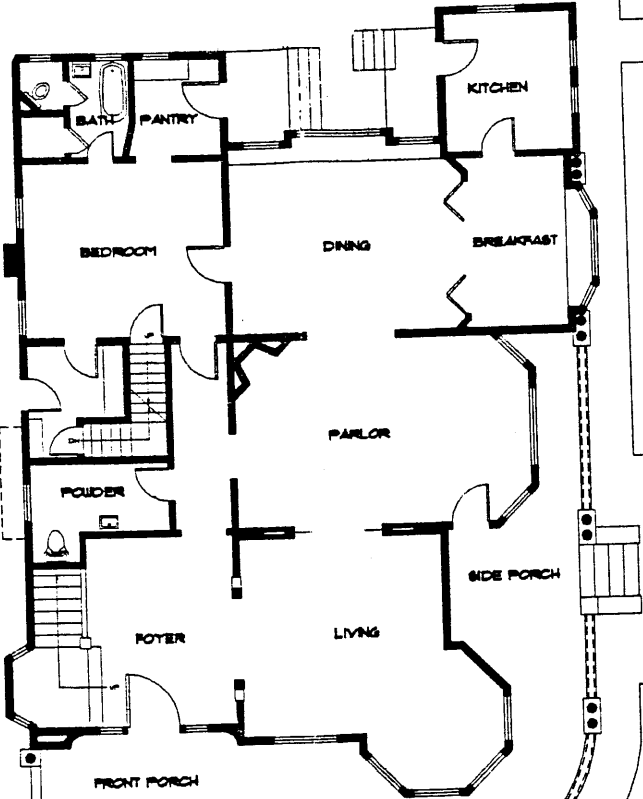 KITCHEN
BATH
PANTRY
BEDROOM
DINING
BREAKFAST
PARLOR
POWDER
SIDE PORCH
FOYER
LIVING
FRONT PORCH